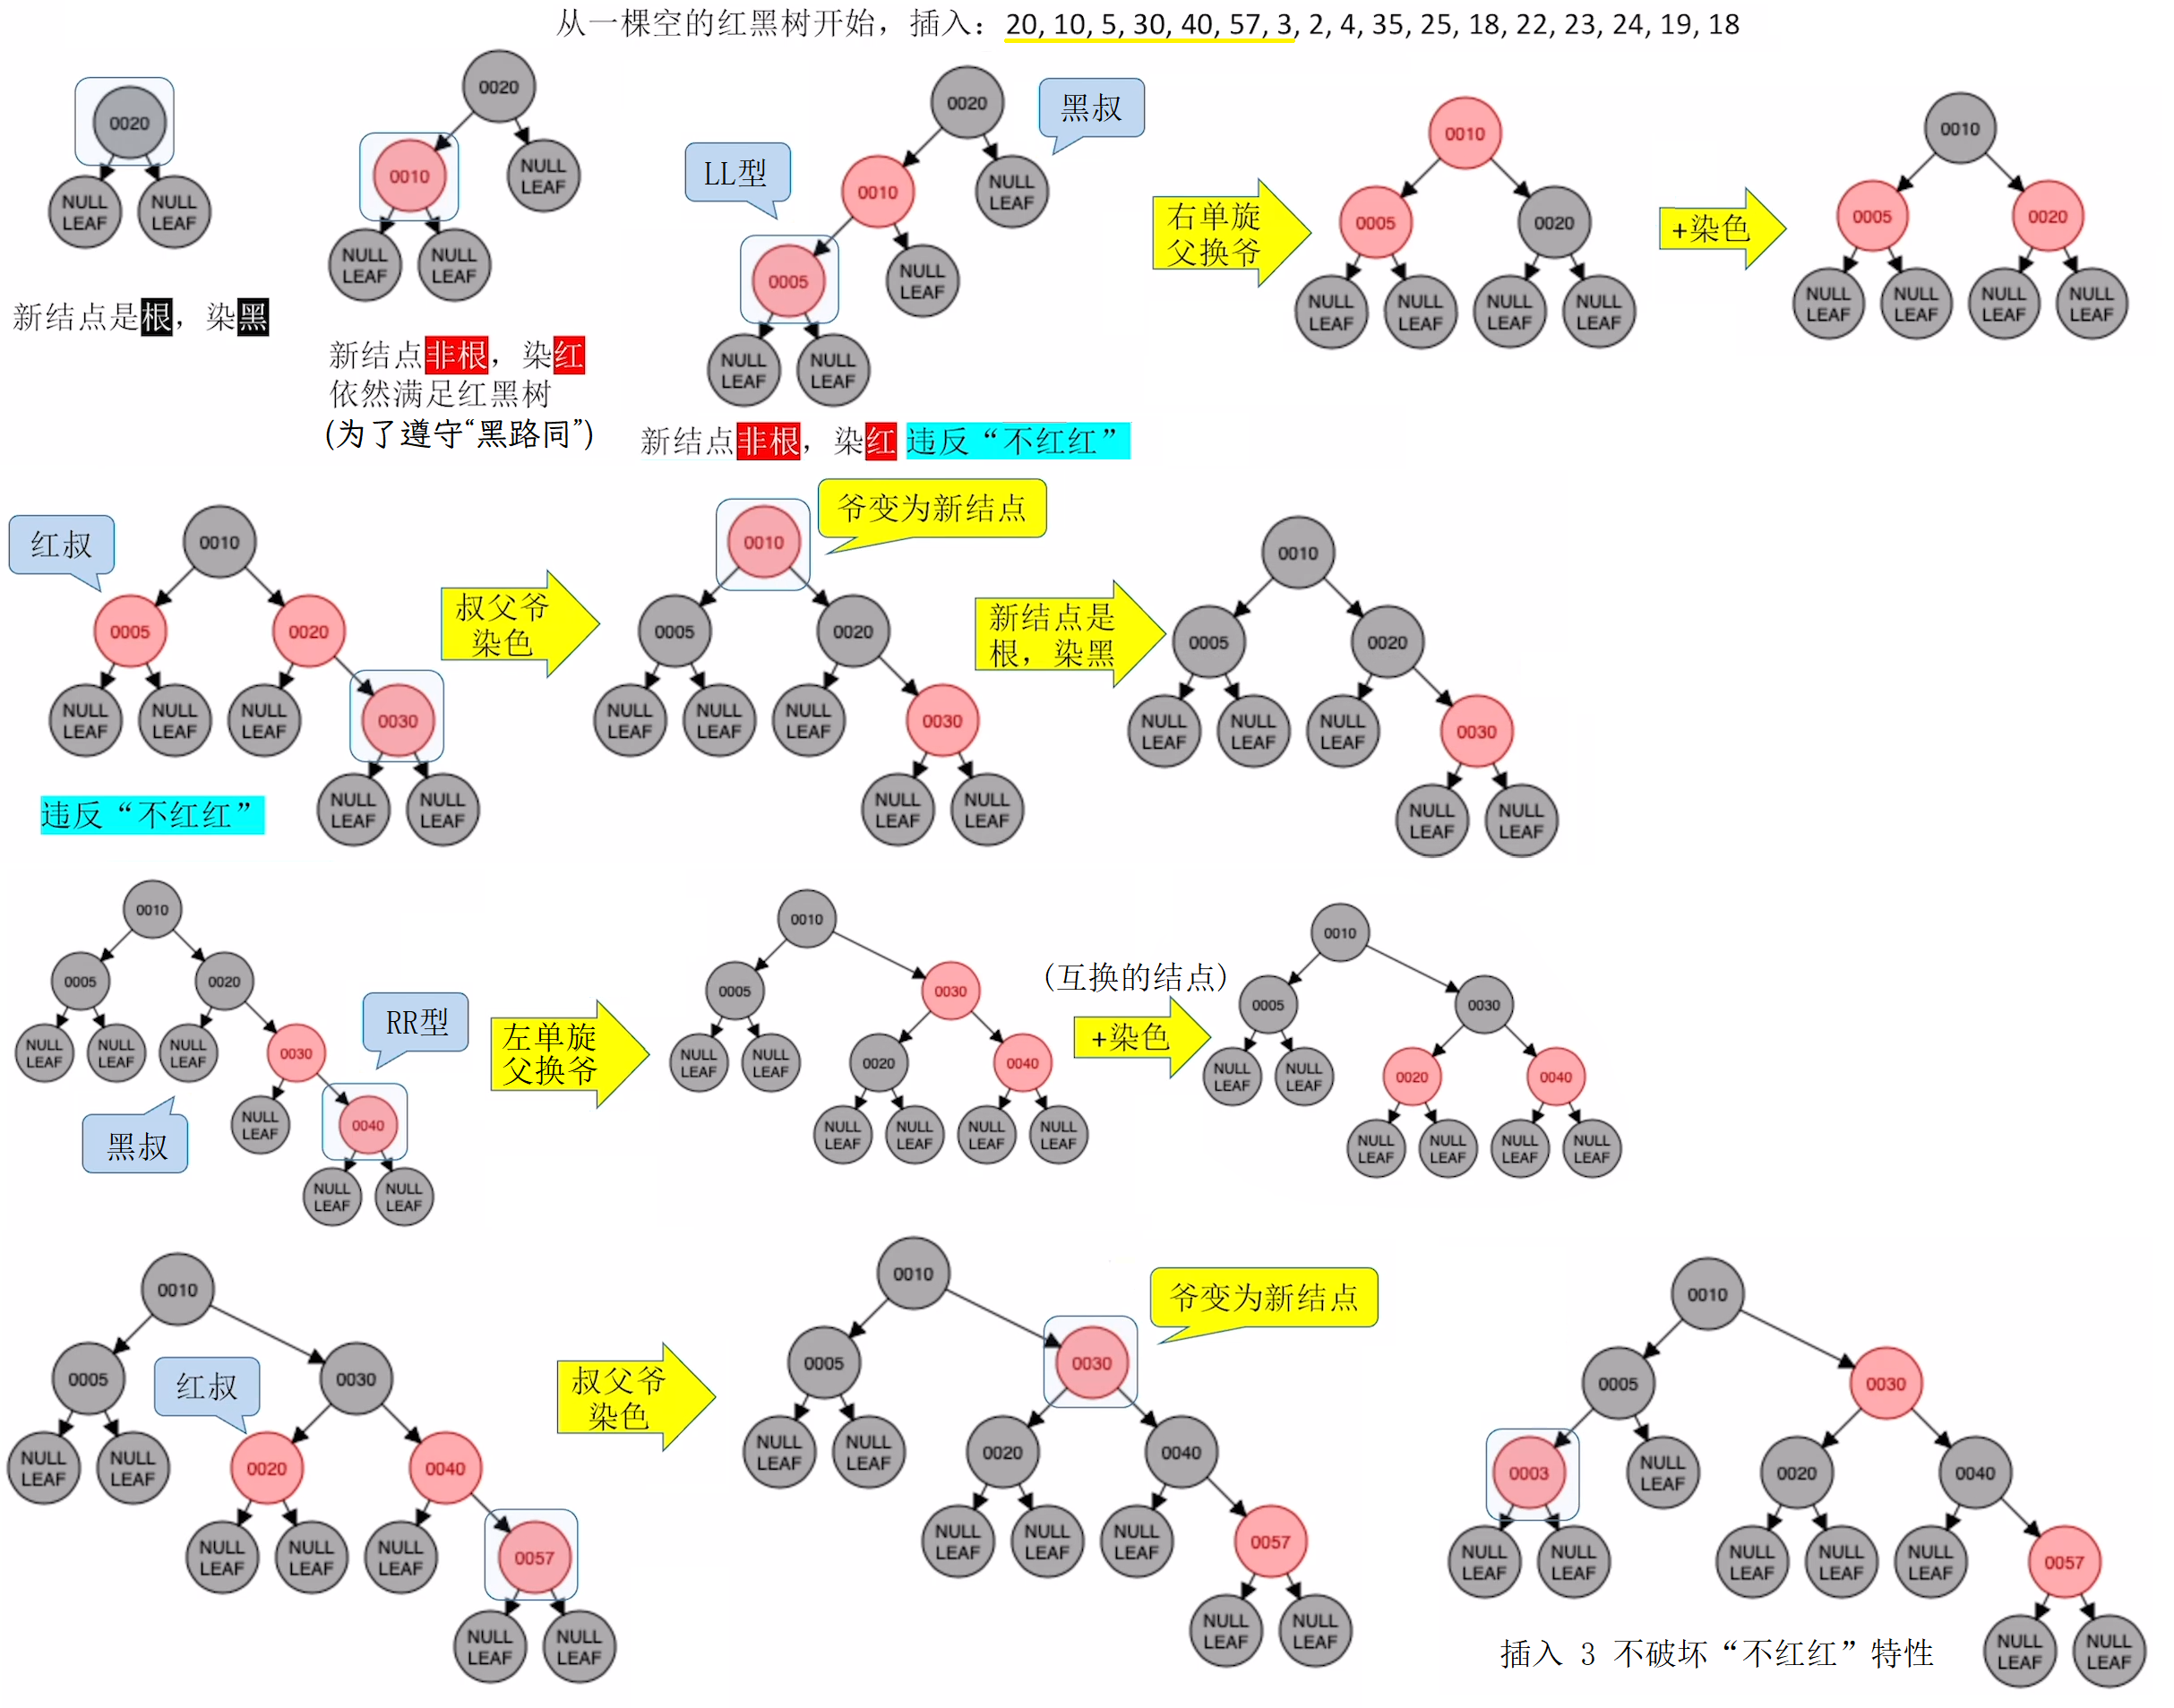 从一棵空的红黑树开始，插入：20, 10, 5, 30, 40, 57, 3, 2, 4, 35, 25, 18, 22, 23, 24, 19, 18
0020
NULL LEAF
NULL LEAF
新结点是根，染黑
0020
0010
NULL LEAF
NULL LEAF
NULL LEAF
新结点非根，染红
依然满足红黑树
(为了遵守“黑路同”)
0020
黑叔
LL型
0010
NULL LEAF
0005
NULL LEAF
NULL LEAF
NULL LEAF
新结点非根，染红 违反“不红红”
右单旋
父换爷
0010
0005
0020
NULL LEAF
NULL LEAF
NULL LEAF
NULL LEAF
+染色
0010
0005
0020
NULL LEAF
NULL LEAF
NULL LEAF
NULL LEAF
红叔
0010
0005
0020
NULL LEAF
NULL LEAF
NULL LEAF
0030
NULL LEAF
NULL LEAF
违反“不红红”
叔父爷
染色
0010
爷变为新结点
0005
0020
NULL LEAF
NULL LEAF
NULL LEAF
0030
NULL LEAF
NULL LEAF
新结点是
根，染黑
0010
0005
0020
NULL LEAF
NULL LEAF
NULL LEAF
0030
NULL LEAF
NULL LEAF
0010
0005
0020
NULL LEAF
NULL LEAF
NULL LEAF
0030
RR型
NULL LEAF
0040
黑叔
NULL LEAF
NULL LEAF
左单旋
父换爷
0010
0005
0030
NULL LEAF
NULL LEAF
0020
0040
NULL LEAF
NULL LEAF
NULL LEAF
NULL LEAF
(互换的结点)
+染色
0010
0005
0030
NULL LEAF
NULL LEAF
0020
0040
NULL LEAF
NULL LEAF
NULL LEAF
NULL LEAF
0010
0005
红叔
0030
NULL LEAF
NULL LEAF
0020
0040
NULL LEAF
NULL LEAF
NULL LEAF
0057
NULL LEAF
NULL LEAF
叔父爷
染色
0010
爷变为新结点
0005
0030
NULL LEAF
NULL LEAF
0020
0040
NULL LEAF
NULL LEAF
NULL LEAF
0057
NULL LEAF
NULL LEAF
0010
0005
0030
0003
NULL LEAF
0020
0040
NULL LEAF
NULL LEAF
NULL LEAF
NULL LEAF
NULL LEAF
0057
NULL LEAF
NULL LEAF
插入 3 不破坏“不红红”特性